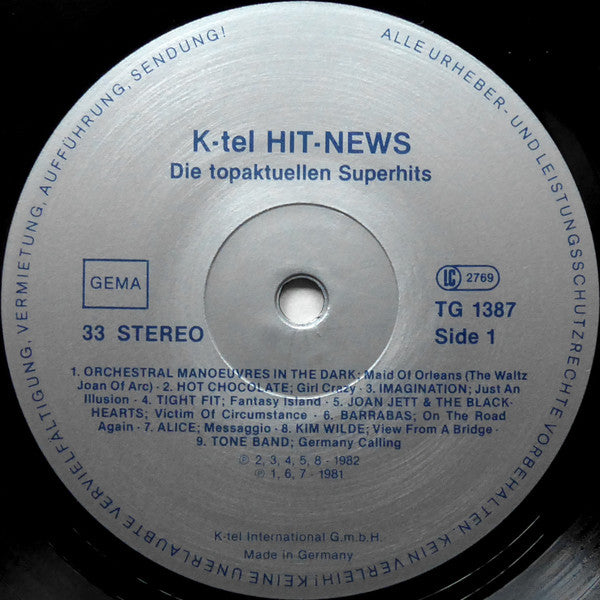 ALLE URHEBER- UND LEISTUNGSSCHUTZRECHTE VORBEHALTEN. KEIN VERLEIH! KEINE UNERLAUBTE VERVIELFÄLTIGUNG, VERMIETUNG, AUFFÜHRUNG, SENDUNG!
K-tel HIT-NEWS
Die topaktuellen Superhits
GEMA
LC 2769
TG 1387
33 STEREO
Side 1
1. ORCHESTRAL MANOEUVRES IN THE DARK; Maid Of Orleans (The Waltz
Joan Of Arc) · 2. HOT CHOCOLATE; Girl Crazy · 3. IMAGINATION; Just An
Illusion · 4. TIGHT FIT; Fantasy Island · 5. JOAN JETT & THE BLACK-
HEARTS; Victim Of Circumstance · 6. BARRABAS; On The Road
Again · 7. ALICE; Messaggio · 8. KIM WILDE; View From A Bridge ·
9. TONE BAND; Germany Calling
℗ 2, 3, 4, 5, 8 - 1982
℗ 1, 6, 7 - 1981
K-tel International G.m.b.H.
Made in Germany